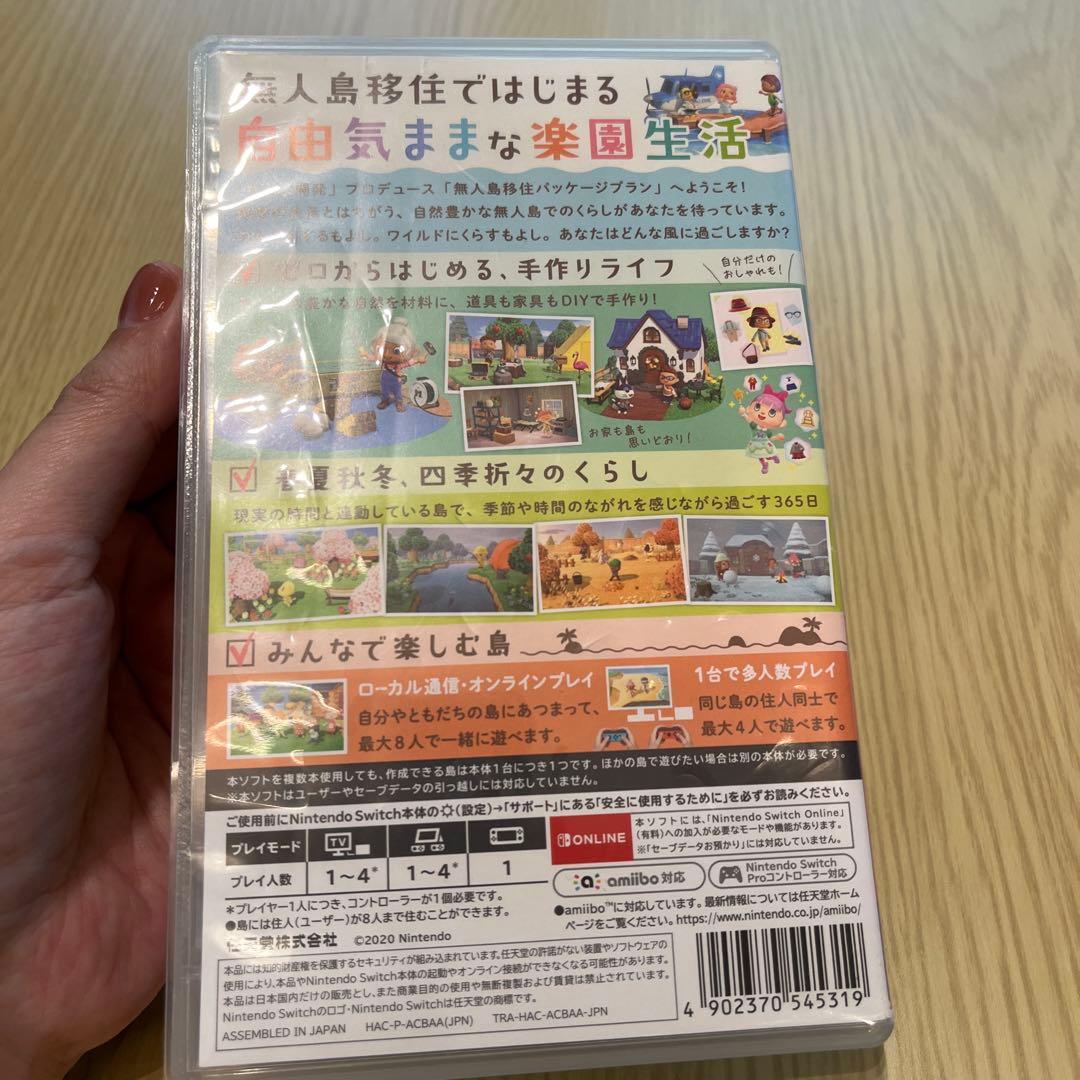 無人島移住ではじまる
自由気ままな楽園生活
開発」プロデュース「無人島移住パッケージプラン」へようこそ!
とはちがう、自然豊かな無人島でのくらしがあなたを待っています。
もよし。ワイルドにくらすもよし。あなたはどんな風に過ごしますか?
ゼロからはじめる、手作りライフ
自分だけの
おしゃれも!
豊かな自然を材料に、道具も家具もDIYで手作り!
お家も島も
思いどおり!
春夏秋冬、四季折々のくらし
現実の時間と連動している島で、季節や時間のながれを感じながら過ごす365日
みんなで楽しむ島
ローカル通信・オンラインプレイ
自分やともだちの島にあつまって、
最大8人で一緒に遊べます。
1台で多人数プレイ
同じ島の住人同士で
最大4人で遊べます。
本ソフトを複数本使用しても、作成できる島は本体1台につき1つです。ほかの島で遊びたい場合は別の本体が必要です。
※本ソフトはユーザーやセーブデータの引っ越しには対応していません。
ご使用前にNintendo Switch本体の(設定)→「サポート」にある「安全に使用するために」を必ずお読みください。
プレイモード TV
プレイ人数 1~4* 1~4* 1
ONLINE
本ソフトには、「Nintendo Switch Online」
(有料)への加入が必要なモードや機能があります。
※「セーブデータお預かり」には対応していません。
amiibo 対応
Nintendo Switch
Proコントローラー対応
*プレイヤー1人につき、コントローラーが1個必要です。
●島には住人(ユーザー)が8人まで住むことができます。
●amiibo™に対応しています。最新情報については任天堂ホーム
ページをご覧ください。https://www.nintendo.co.jp/amiibo/
任天堂株式会社 ©2020 Nintendo
本品には知的財産権を保護するセキュリティが組み込まれています。任天堂の許諾がない装置やソフトウェアの
使用により、本品やNintendo Switch本体の起動やオンライン接続ができなくなる可能性があります。
本品は日本国内だけの販売とし、また商業目的の使用や無断複製および賃貸は禁止されています。
Nintendo Switchのロゴ・Nintendo Switchは任天堂の商標です。
ASSEMBLED IN JAPAN HAC-P-ACBAA(JPN) TRA-HAC-ACBAA-JPN
4 902370 545319